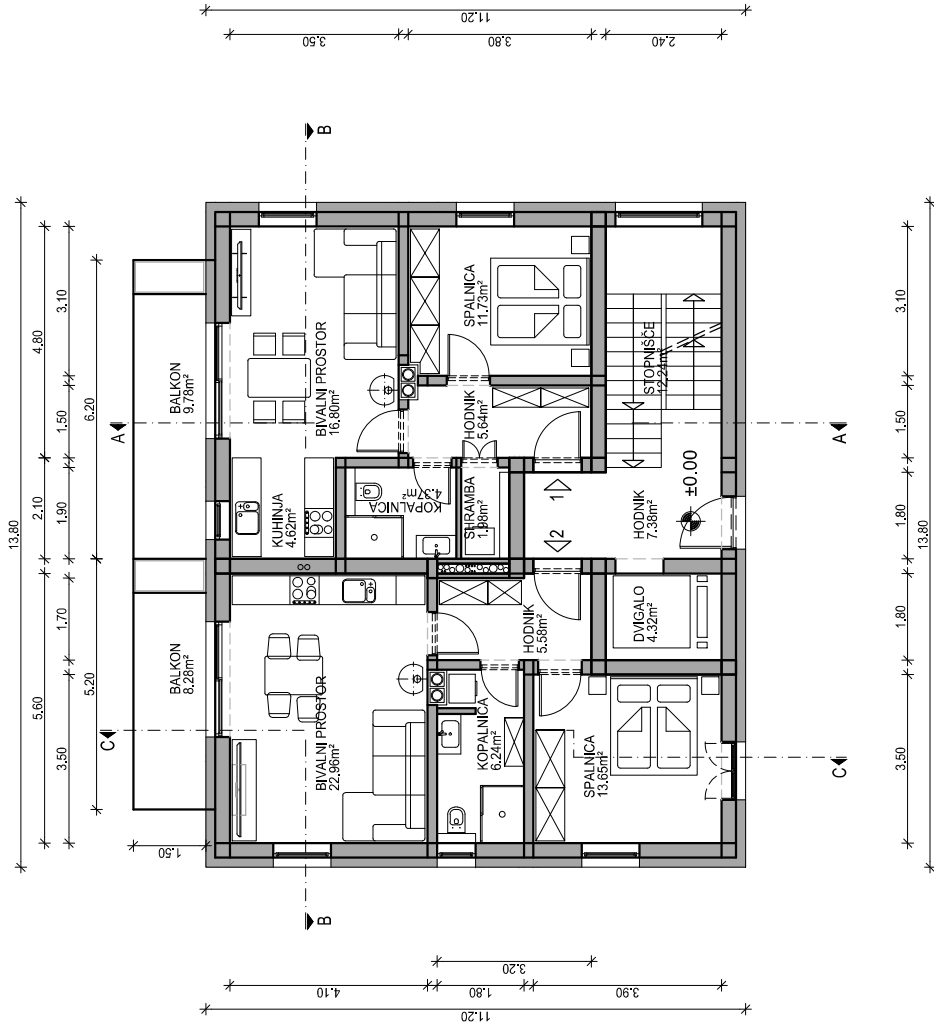 11.20
3.50
3.80
2.40
B
13.80
4.80
3.10
6.20
1.50
2.10
1.90
5.60
1.70
5.20
3.50
1.50
A
C
BALKON
9.78m²
BALKON
8.28m²
BIVALNI PROSTOR
16.80m²
KUHINJA
4.62m²
SPALNICA
11.73m²
HODNIK
5.64m²
KOPALNICA
4.37m²
SHRAMBA
1.98m²
STOPNIŠČE
12.24m²
1
2
HODNIK
7.38m²
±0.00
DVIGALO
4.32m²
HODNIK
5.58m²
BIVALNI PROSTOR
22.96m²
KOPALNICA
6.24m²
SPALNICA
13.65m²
A
C
3.10
1.50
1.80
1.80
3.50
13.80
B
3.20
4.10
1.80
3.90
11.20